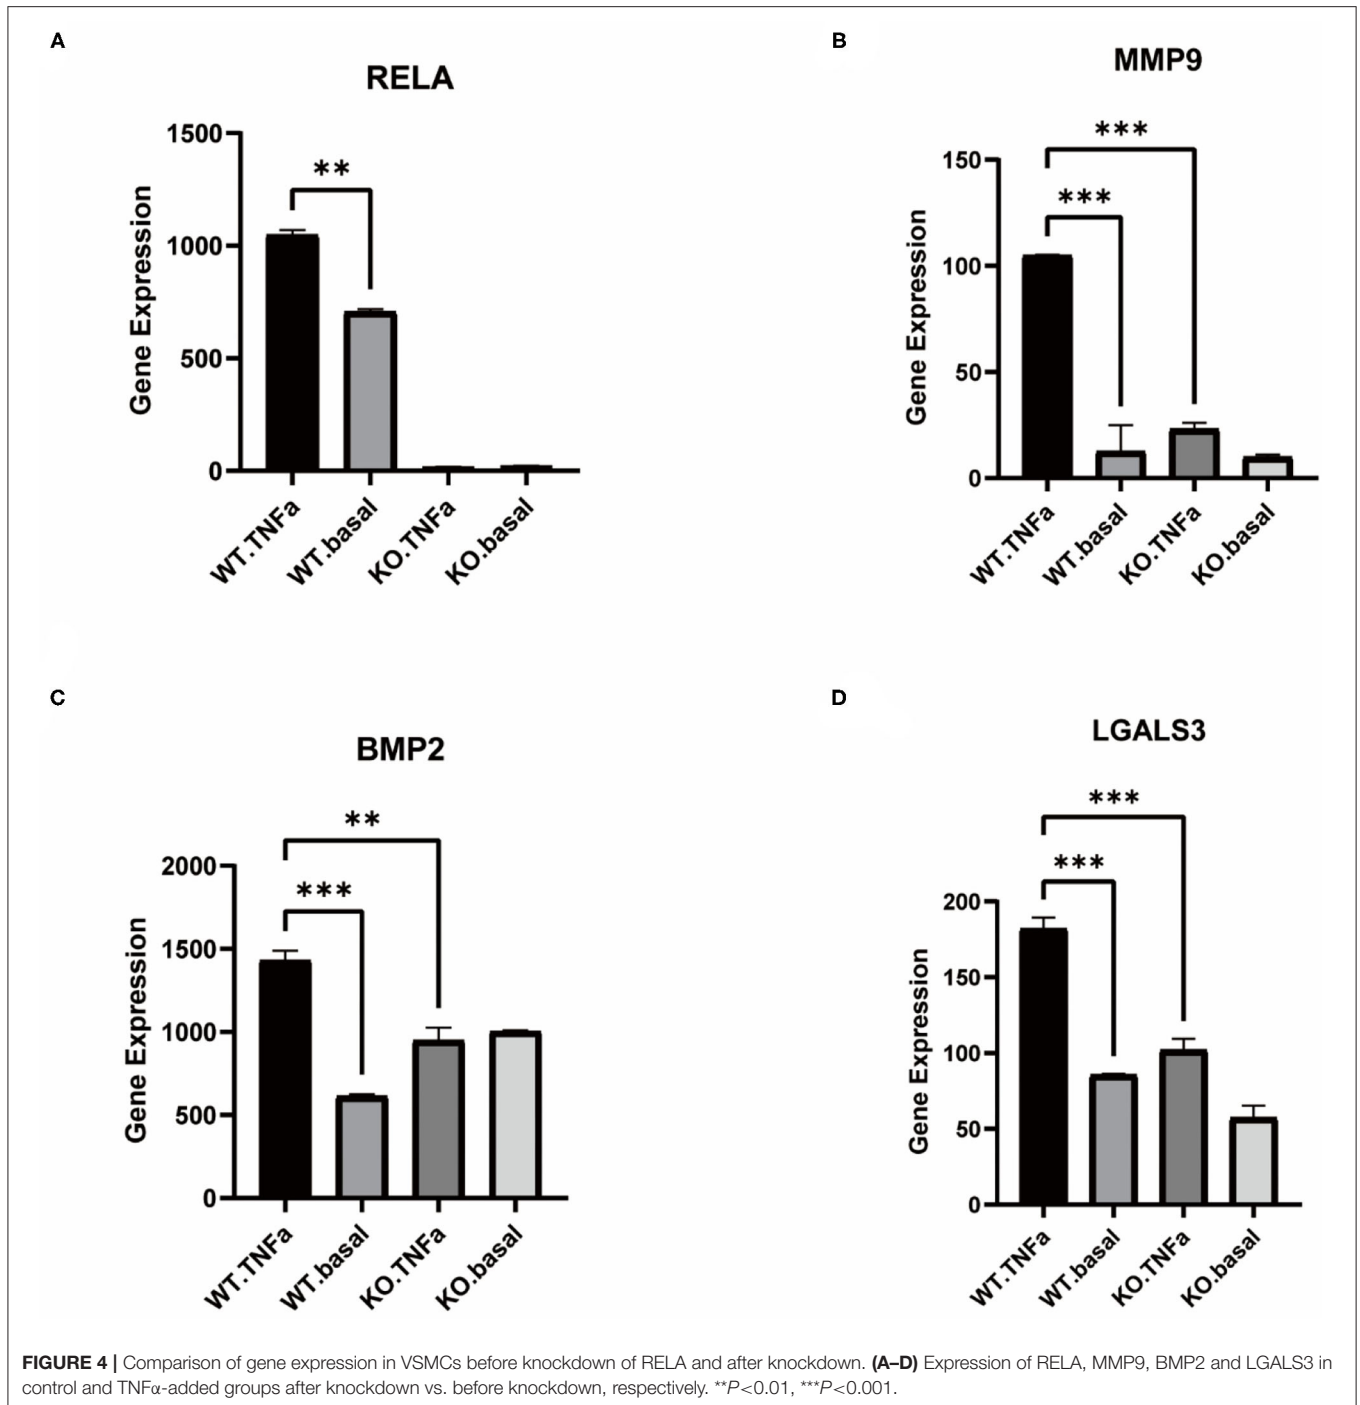 A
RELA
1500
1000
500
0
Gene Expression
**
WT.TNFa
WT.basal
KO.TNFa
KO.basal
B
MMP9
150
100
50
0
Gene Expression
***
***
WT.TNFa
WT.basal
KO.TNFa
KO.basal
C
BMP2
2000
1500
1000
500
0
Gene Expression
**
***
WT.TNFa
WT.basal
KO.TNFa
KO.basal
D
LGALS3
200
150
100
50
0
Gene Expression
***
***
WT.TNFa
WT.basal
KO.TNFa
KO.basal
FIGURE 4 | Comparison of gene expression in VSMCs before knockdown of RELA and after knockdown. (A–D) Expression of RELA, MMP9, BMP2 and LGALS3 in
control and TNFα-added groups after knockdown vs. before knockdown, respectively. **P<0.01, ***P<0.001.